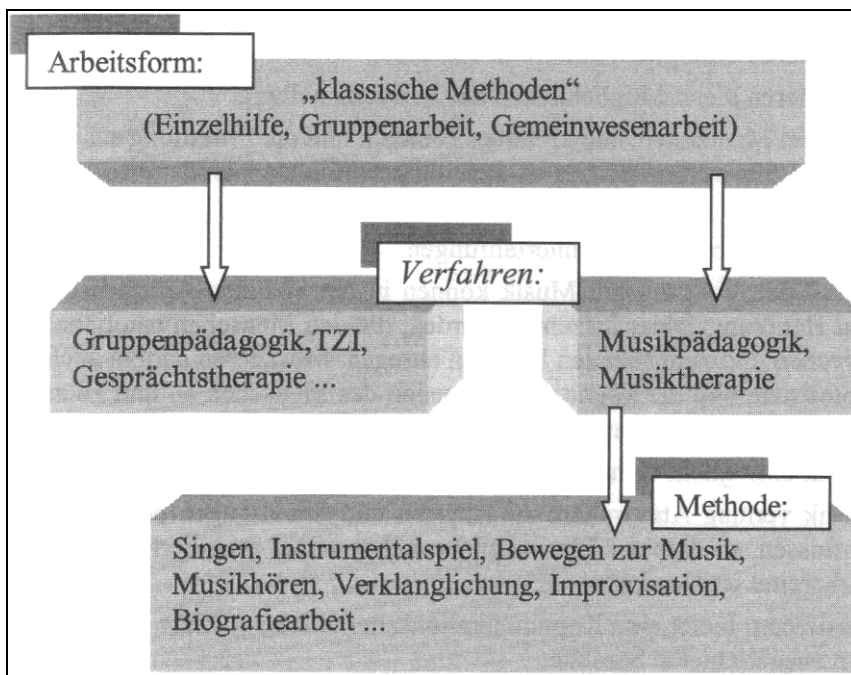 Arbeitsform:
„klassische Methoden“
(Einzelhilfe, Gruppenarbeit, Gemeinwesenarbeit)
Verfahren:
Gruppenpädagogik,TZI,
Gesprächtstherapie ...
Musikpädagogik,
Musiktherapie
Methode:
Singen, Instrumentalspiel, Bewegen zur Musik,
Musikhören, Verklanglichung, Improvisation,
Biografiearbeit ...